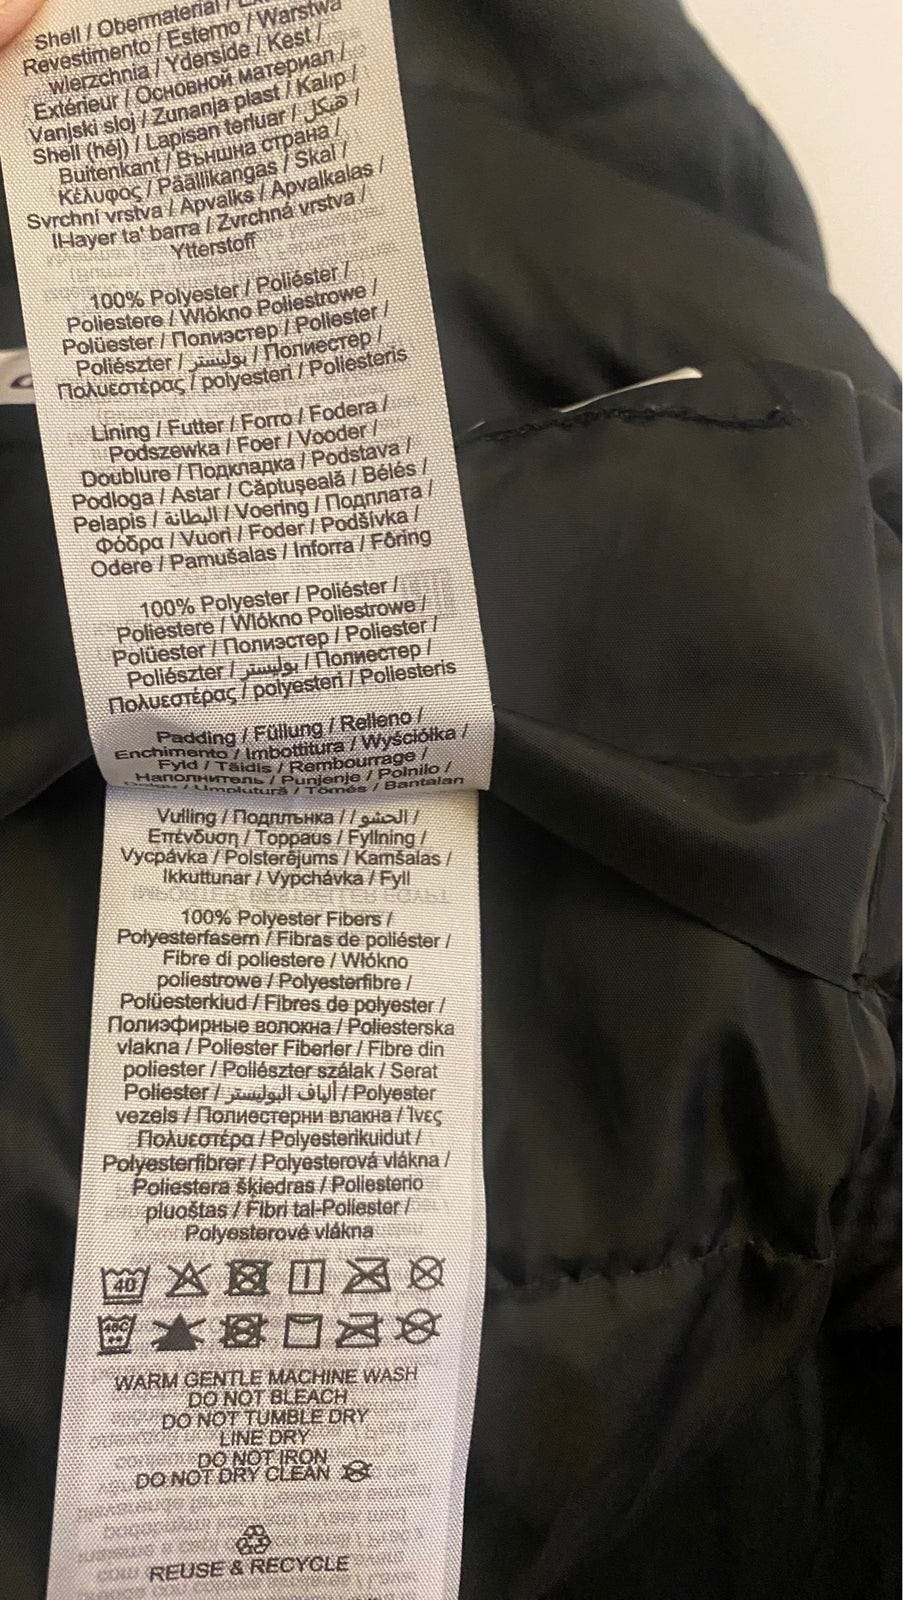 Shell / Obermaterial /
Revestimento / Esterno / Warstwa
wierzchnia / Yderside / Kest /
Extérieur / Основной материал /
Vanjski sloj / Zunanja plast / Kalıp /
Shell (héj) / Lapisan terluar / هيكل /
Buitenkant / Външна страна /
Κέλυφος / Päällikangas / Skal /
Svrchní vrstva / Apvalks / Apvalkalas /
Il-Ħayer ta' barra / Zvrchná vrstva /
Ytterstoff
100% Polyester / Poliéster /
Poliestere / Włókno Poliestrowe /
Polüester / Полиэстер / Poliester /
Poliészter / بوليستر / Полиестер /
Πολυεστέρας / polyesteri / Poliesteris
Lining / Futter / Forro / Fodera /
Podszewka / Foer / Vooder /
Doublure / Подкладка / Podstava /
Podloga / Astar / Căptuşeală / Bélés /
Pelapis / البطانة / Voering / Подплата /
Φόδρα / Vuori / Foder / Podšívka /
Odere / Pamušalas / Inforra / Fôring
100% Polyester / Poliéster /
Poliestere / Włókno Poliestrowe /
Polüester / Полиэстер / Poliester /
Poliészter / بوليستر / Полиестер /
Πολυεστέρας / polyesteri / Poliesteris
Padding / Füllung / Relleno /
Enchimento / Imbottitura / Wyściółka /
Fyld / Täidis / Rembourrage /
Наполнитель / Punjenje / Polnilo /
Dolgu / Umplutură / Tömés / Bantalan
Vulling / Подплънка / الحشو / /
Επένδυση / Toppaus / Fyllning /
Vycpávka / Polsterējums / Kamšalas /
Ikkuttunar / Vypchávka / Fyll
100% Polyester Fibers /
Polyesterfasern / Fibras de poliéster /
Fibre di poliestere / Włókno
poliestrowe / Polyesterfibre /
Polüesterkiud / Fibres de polyester /
Полиэфирные волокна / Poliesterska
vlakna / Poliester Fiberler / Fibre din
poliester / Poliészter szálak / Serat
Poliester / ألياف البوليستر / Polyester
vezels / Полиестерни влакна / Ίνες
Πολυεστέρα / Polyesterikuidut /
Polyesterfibrer / Polyesterová vlákna /
Poliestera šķiedras / Poliesterio
pluoštas / Fibri tal-Poliester /
Polyesterové vlákna
40
40C
WARM GENTLE MACHINE WASH
DO NOT BLEACH
DO NOT TUMBLE DRY
LINE DRY
DO NOT IRON
DO NOT DRY CLEAN
REUSE & RECYCLE